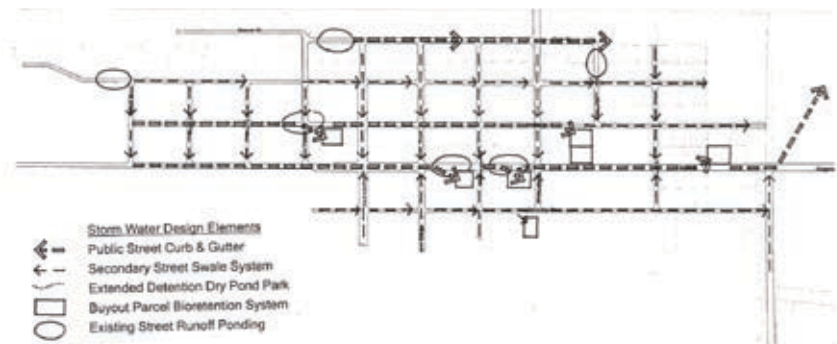 Storm Water Design Elements
Public Street Curb & Gutter
Secondary Street Swale System
Extended Detention Dry Pond Park
Buyout Parcel Bioretention System
Existing Street Runoff Ponding